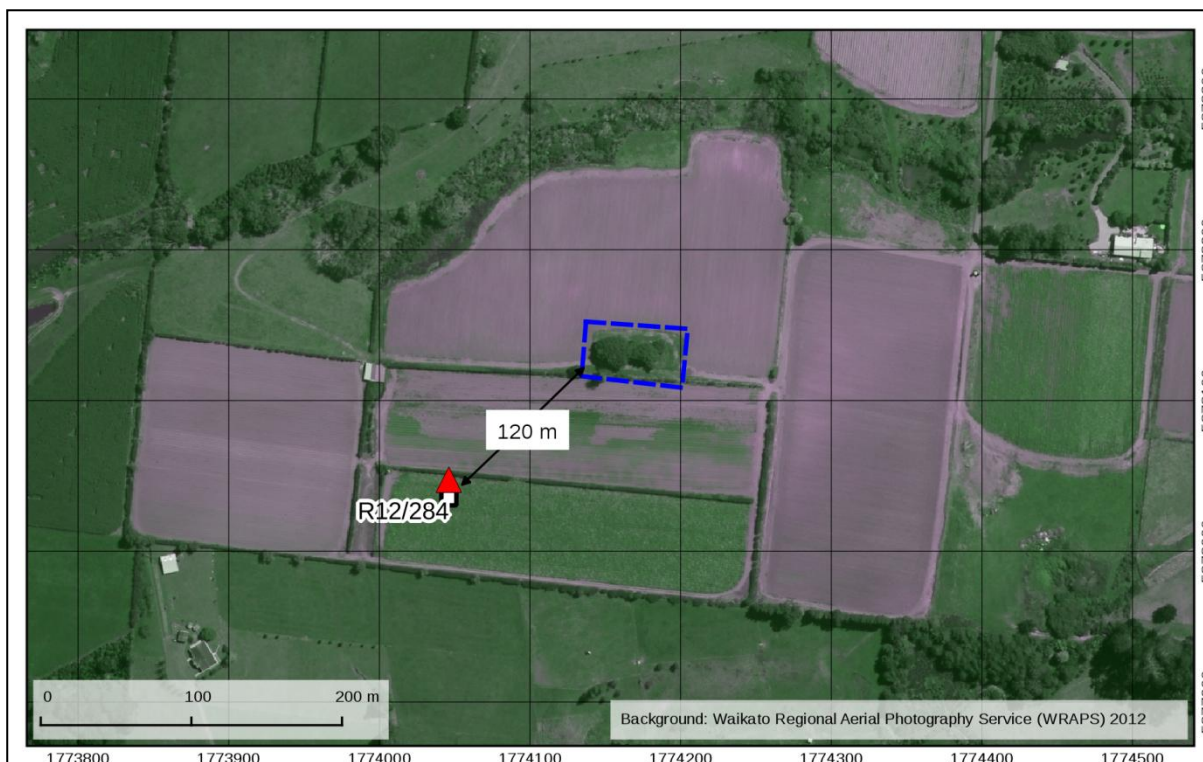 120 m
R12/284
0 100 200 m
Background: Waikato Regional Aerial Photography Service (WRAPS) 2012
1773800 1773900 1774000 1774100 1774200 1774300 1774400 1774500